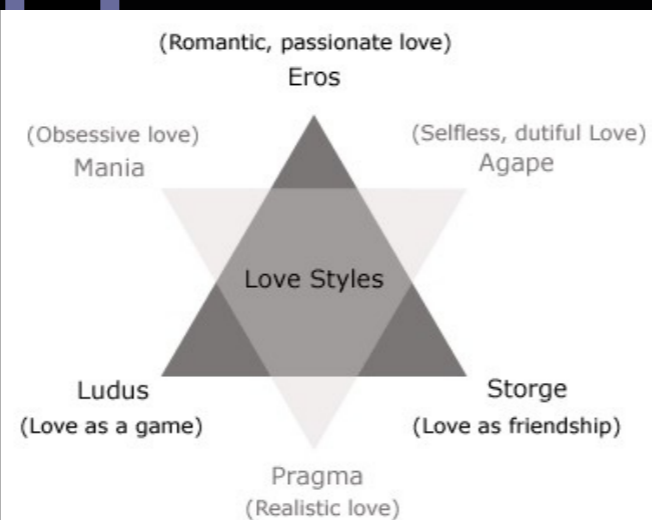 (Romantic, passionate love)
Eros
(Obsessive love)
Mania
(Selfless, dutiful Love)
Agape
Love Styles
Ludus
(Love as a game)
Storge
(Love as friendship)
Pragma
(Realistic love)